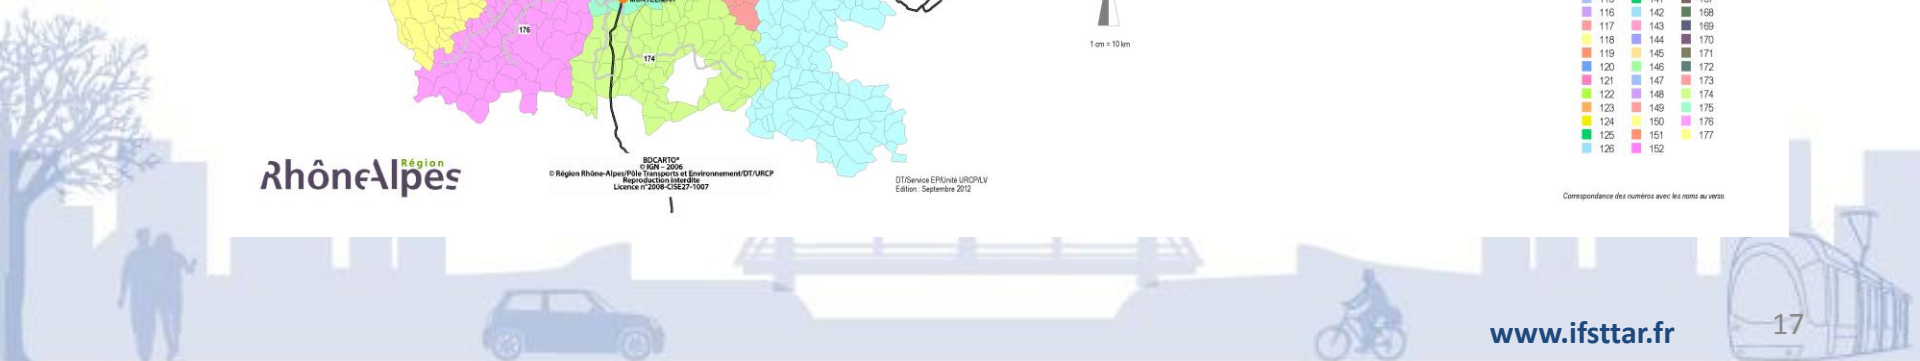 MONTELIMAR
176
174
1 cm = 10 km
116 142 168
117 143 169
118 144 170
119 145 171
120 146 172
121 147 173
122 148 174
123 149 175
124 150 176
125 151 177
126 152
RhôneAlpes Région
BDCARTO®
© IGN – 2006
© Région Rhône-Alpes/Pôle Transports et Environnement/DT/URCP
Reproduction interdite
Licence n°2008-CISE27-1007
DT/Service EP/Unité URCP/LV
Edition : Septembre 2012
Correspondance des numéros avec les noms au verso.
www.ifsttar.fr
17